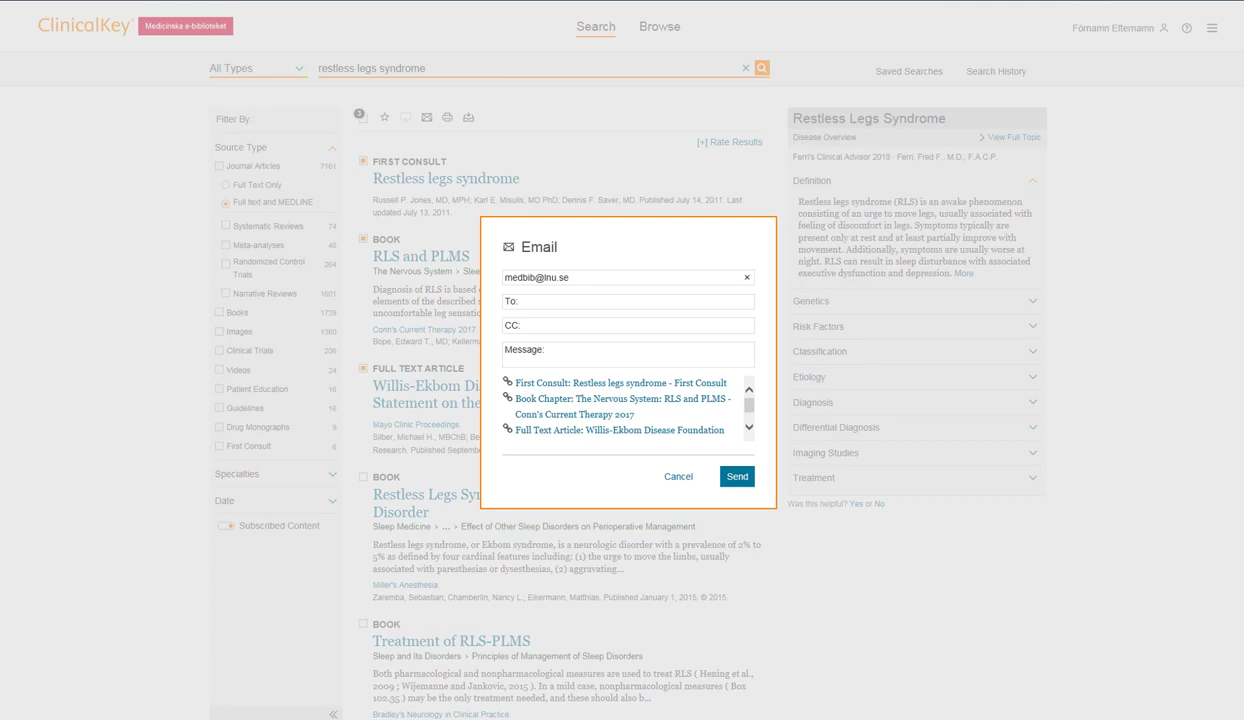 ClinicalKey
Medicinska e-biblioteket
Search
Browse
Förnamn Efternamn
All Types
restless legs syndrome
Saved Searches
Search History
Filter By:
Source Type
Journal Articles 7161
Full Text Only
Full text and MEDLINE
Systematic Reviews 74
Meta-analyses 48
Randomized Control 264
Trials
Narrative Reviews 1601
Books 1739
Images 1360
Clinical Trials 206
Videos 24
Patient Education 16
Guidelines 16
Drug Monographs 9
First Consult 9
Specialties
Date
Subscribed Content
3
[+] Rate Results
FIRST CONSULT
Restless legs syndrome
Russell P. Jones, MD, MPH; Karl E. Misulis, MD PhD; Dennis F. Saver, MD. Published July 14, 2011. Last
updated July 13, 2011.
BOOK
RLS and PLMS
The Nervous System › Slee
Diagnosis of RLS is based
elements of the described s
uncomfortable leg sensatio
Conn's Current Therapy 2017,
Bope, Edward T., MD; Kellerma
FULL TEXT ARTICLE
Willis-Ekbom Di
Statement on the
Mayo Clinic Proceedings.
Silber, Michael H., MBChB; Be
Research. Published Septembe
BOOK
Restless Legs Sy
Disorder
Sleep Medicine › ... › Effect of Other Sleep Disorders on Perioperative Management
Restless legs syndrome, or Ekbom syndrome, is a neurologic disorder with a prevalence of 2% to
5% as defined by four cardinal features including: (1) the urge to move the limbs, usually
associated with paresthesias or dysesthesias, (2) aggravating...
Miller's Anesthesia.
Zaremba, Sebastian, Chamberlin, Nancy L.; Eikermann, Matthias. Published January 1, 2015. © 2015.
BOOK
Treatment of RLS-PLMS
Sleep and Its Disorders › Principles of Management of Sleep Disorders
Both pharmacological and nonpharmacological measures are used to treat RLS ( Hening et al.,
2009 ; Wijemanne and Jankovic, 2015 ). In a mild case, nonpharmacological measures ( Box
102.35 ) may be the only treatment needed, and these should also b...
Bradley's Neurology in Clinical Practice.
Email
medbib@lnu.se
To:
CC:
Message:
First Consult: Restless legs syndrome - First Consult
Book Chapter: The Nervous System: RLS and PLMS -
Conn's Current Therapy 2017
Full Text Article: Willis-Ekbom Disease Foundation
Cancel
Send
Restless Legs Syndrome
Disease Overview
View Full Topic
Ferri's Clinical Advisor 2018 Ferri, Fred F., M.D., F.A.C.P.
Definition
Restless legs syndrome (RLS) is an awake phenomenon
consisting of an urge to move legs, usually associated with
feeling of discomfort in legs. Symptoms typically are
present only at rest and at least partially improve with
movement. Additionally, symptoms are usually worse at
night. RLS can result in sleep disturbance with associated
executive dysfunction and depression. More
Genetics
Risk Factors
Classification
Etiology
Diagnosis
Differential Diagnosis
Imaging Studies
Treatment
Was this helpful? Yes or No